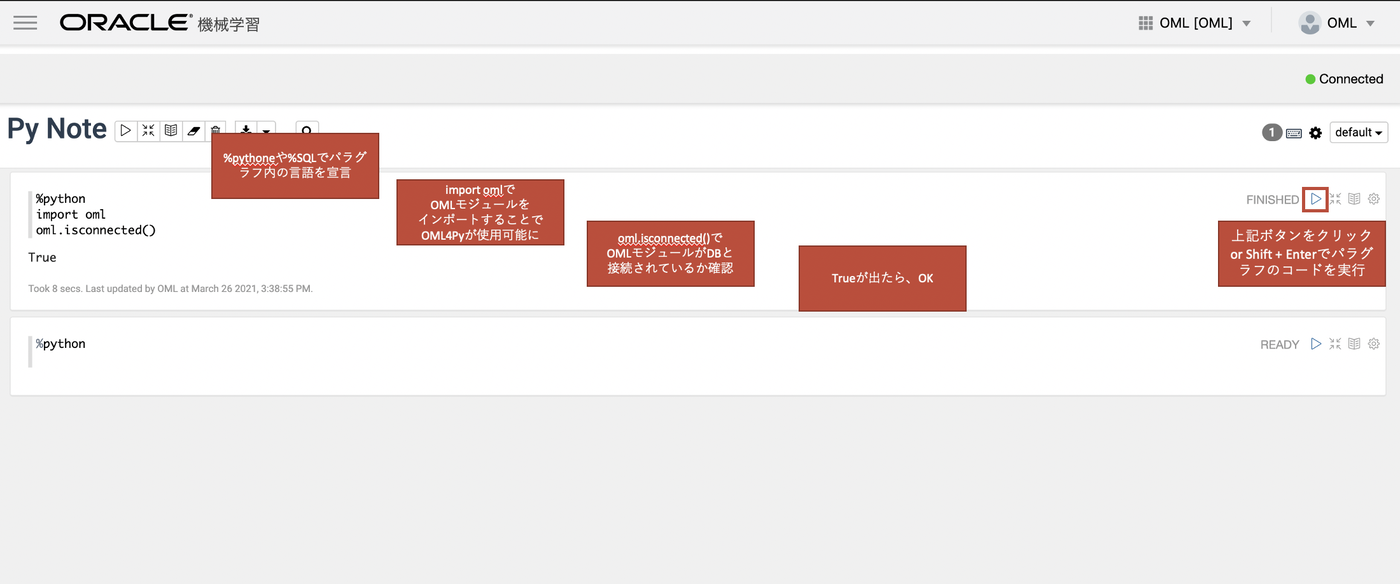 ORACLE® 機械学習
OML [OML]
OML
Connected
Py Note
1
default
%pythoneや%SQLでパラグ
ラフ内の言語を宣言
import omlで
OMLモジュールを
インポートすることで
OML4Pyが使用可能に
oml.isconnected()で
OMLモジュールがDBと
接続されているか確認
Trueが出たら、OK
%python
import oml
oml.isconnected()
True
Took 8 secs. Last updated by OML at March 26 2021, 3:38:55 PM.
FINISHED
上記ボタンをクリック
or Shift + Enterでパラグ
ラフのコードを実行
%python
READY